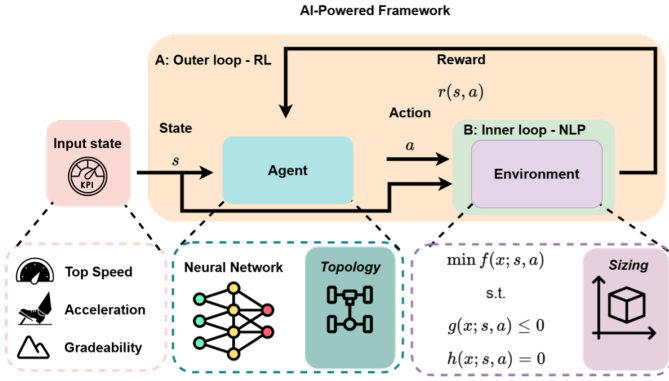 AI-Powered Framework
A: Outer loop - RL
Reward
r(s, a)
State
Action
Input state
KPI
s
Agent
a
B: Inner loop - NLP
Environment
Top Speed
Acceleration
Gradeability
Neural Network
Topology
min f(x; s, a)
s.t.
g(x; s, a) ≤ 0
h(x; s, a) = 0
Sizing